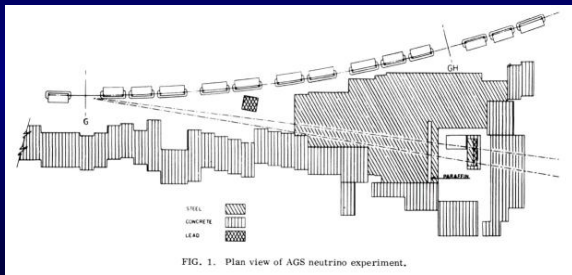 GH
G
PARAFFIN
STEEL
CONCRETE
LEAD
FIG. 1. Plan view of AGS neutrino experiment.